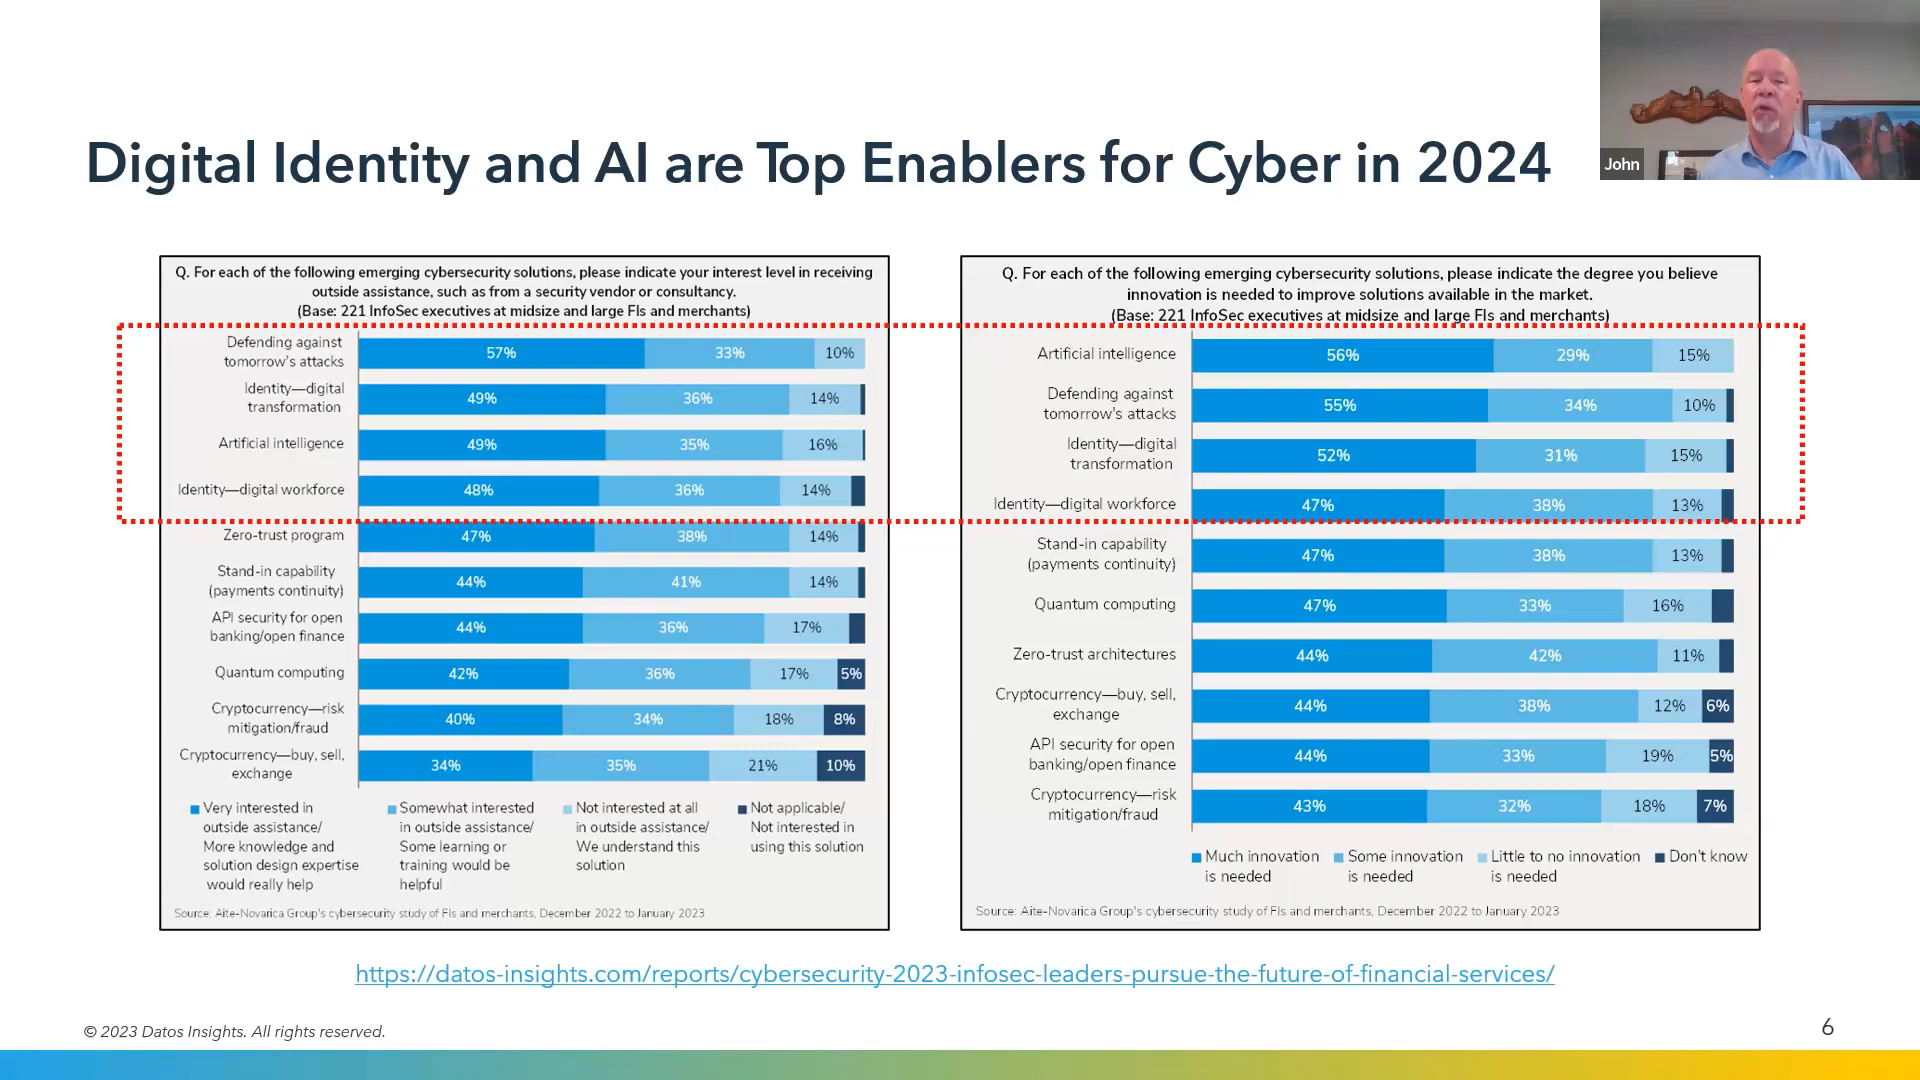 John
Digital Identity and AI are Top Enablers for Cyber in 2024
Q. For each of the following emerging cybersecurity solutions, please indicate your interest level in receiving
outside assistance, such as from a security vendor or consultancy.
(Base: 221 InfoSec executives at midsize and large FIs and merchants)
Defending against
tomorrow's attacks
57% 33% 10%
Identity—digital
transformation
49% 36% 14%
Artificial intelligence 49% 35% 16%
Identity—digital workforce 48% 36% 14%
Zero-trust program 47% 38% 14%
Stand-in capability
(payments continuity)
44% 41% 14%
API security for open
banking/open finance
44% 36% 17%
Quantum computing 42% 36% 17% 5%
Cryptocurrency—risk
mitigation/fraud
40% 34% 18% 8%
Cryptocurrency—buy, sell,
exchange
34% 35% 21% 10%
Very interested in
outside assistance/
More knowledge and
solution design expertise
would really help
Somewhat interested
in outside assistance/
Some learning or
training would be
helpful
Not interested at all
in outside assistance/
We understand this
solution
Not applicable/
Not interested in
using this solution
Source: Aite-Novarica Group's cybersecurity study of FIs and merchants, December 2022 to January 2023
Q. For each of the following emerging cybersecurity solutions, please indicate the degree you believe
innovation is needed to improve solutions available in the market.
(Base: 221 InfoSec executives at midsize and large FIs and merchants)
Artificial intelligence 56% 29% 15%
Defending against
tomorrow's attacks
55% 34% 10%
Identity—digital
transformation
52% 31% 15%
Identity—digital workforce 47% 38% 13%
Stand-in capability
(payments continuity)
47% 38% 13%
Quantum computing 47% 33% 16%
Zero-trust architectures 44% 42% 11%
Cryptocurrency—buy, sell,
exchange
44% 38% 12% 6%
API security for open
banking/open finance
44% 33% 19% 5%
Cryptocurrency—risk
mitigation/fraud
43% 32% 18% 7%
Much innovation
is needed
Some innovation
is needed
Little to no innovation
is needed
Don't know
Source: Aite-Novarica Group's cybersecurity study of FIs and merchants, December 2022 to January 2023
https://datos-insights.com/reports/cybersecurity-2023-infosec-leaders-pursue-the-future-of-financial-services/
© 2023 Datos Insights. All rights reserved.
6